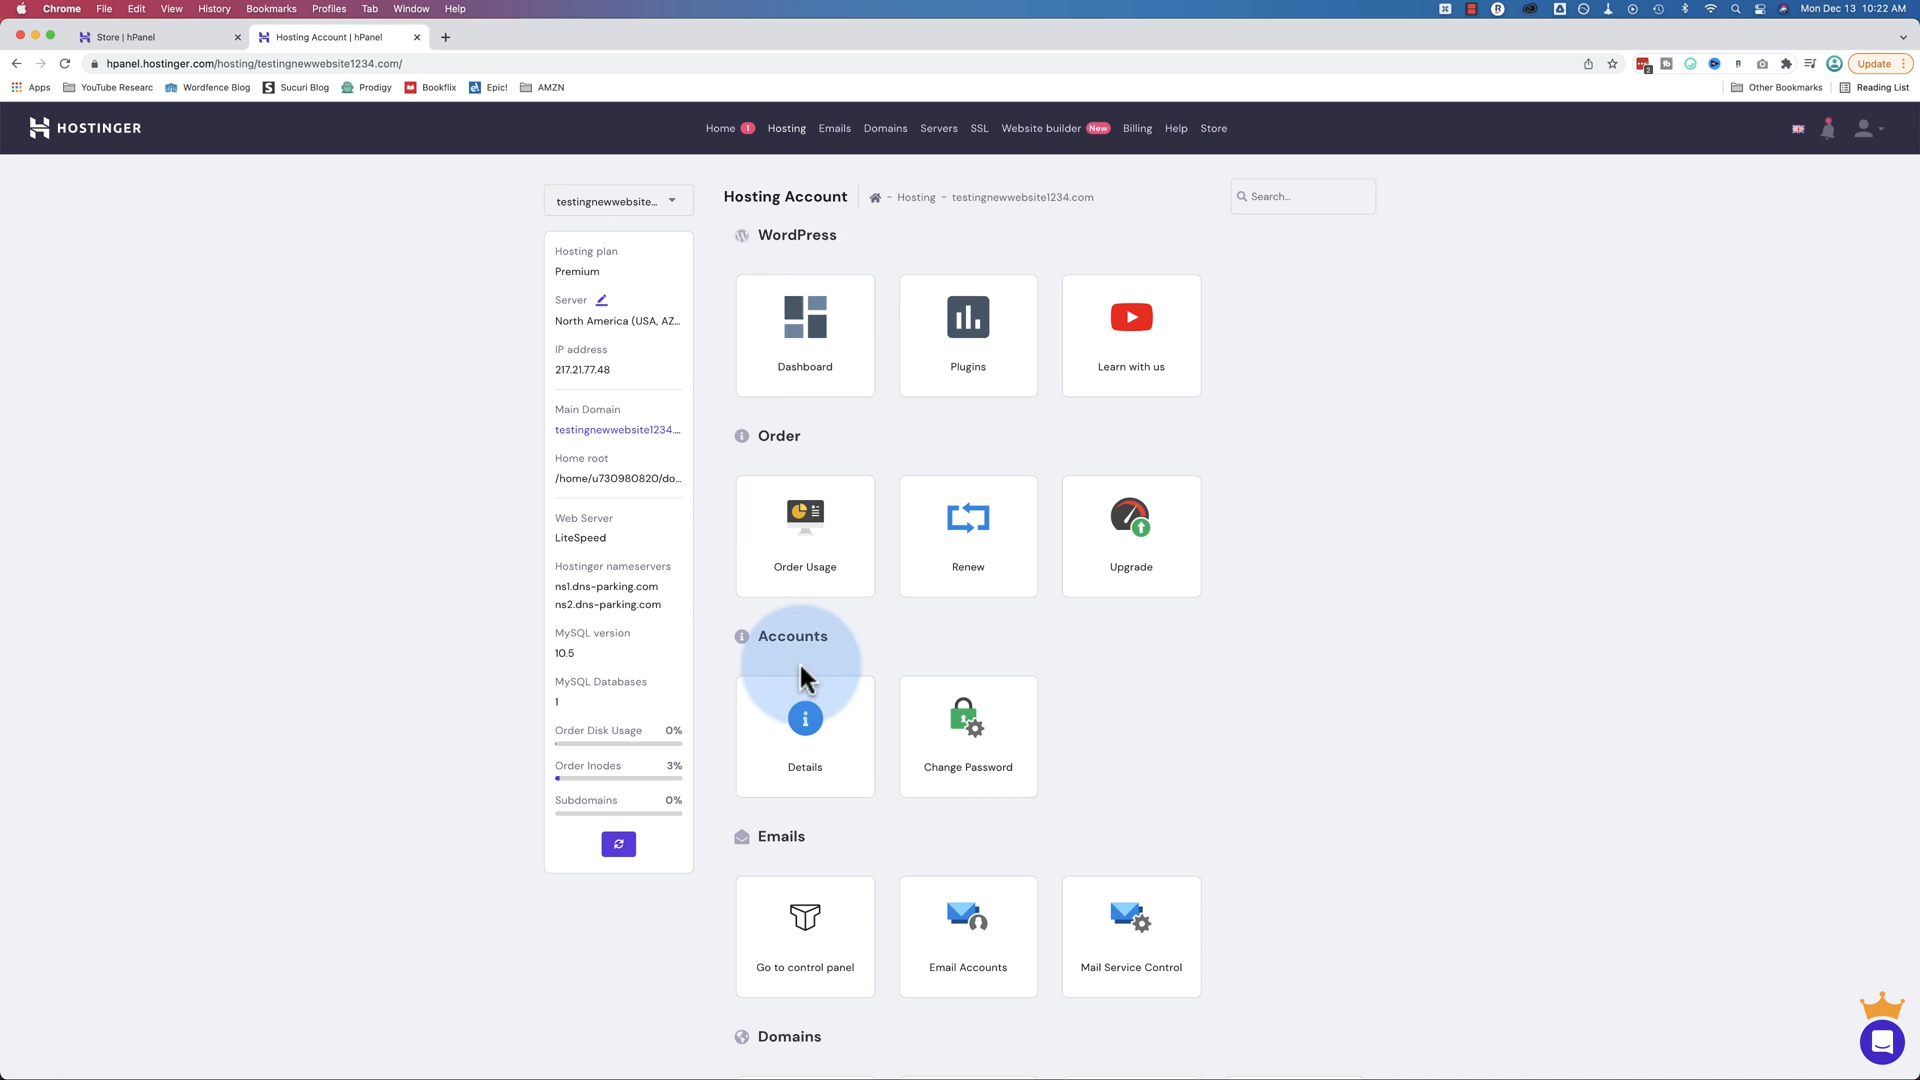 Chrome File Edit View History Bookmarks Profiles Tab Window Help
Mon Dec 13 10:22 AM
Store | hPanel
Hosting Account | hPanel
hpanel.hostinger.com/hosting/testingnewwebsite1234.com/
2
Update
Apps YouTube Researc Wordfence Blog Sucuri Blog Prodigy Bookflix Epic! AMZN
Other Bookmarks Reading List
HOSTINGER
Home 1 Hosting Emails Domains Servers SSL Website builder New Billing Help Store
testingnewwebsite...
Hosting Account
- Hosting - testingnewwebsite1234.com
Search...
Hosting plan
Premium
Server
North America (USA, AZ...
IP address
217.21.77.48
Main Domain
testingnewwebsite1234....
Home root
/home/u730980820/do...
Web Server
LiteSpeed
Hostinger nameservers
ns1.dns-parking.com
ns2.dns-parking.com
MySQL version
10.5
MySQL Databases
1
Order Disk Usage 0%
Order Inodes 3%
Subdomains 0%
WordPress
Dashboard
Plugins
Learn with us
Order
Order Usage
Renew
Upgrade
Accounts
Details
Change Password
Emails
Go to control panel
Email Accounts
Mail Service Control
Domains